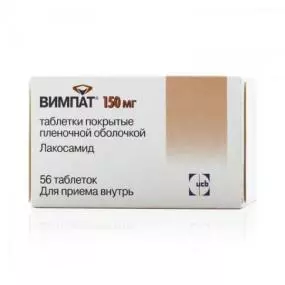 ВИМПАТ® 150 мг
таблетки покрытые
пленочной оболочкой
Лакосамид
56 таблеток
Для приема внутрь
ucb